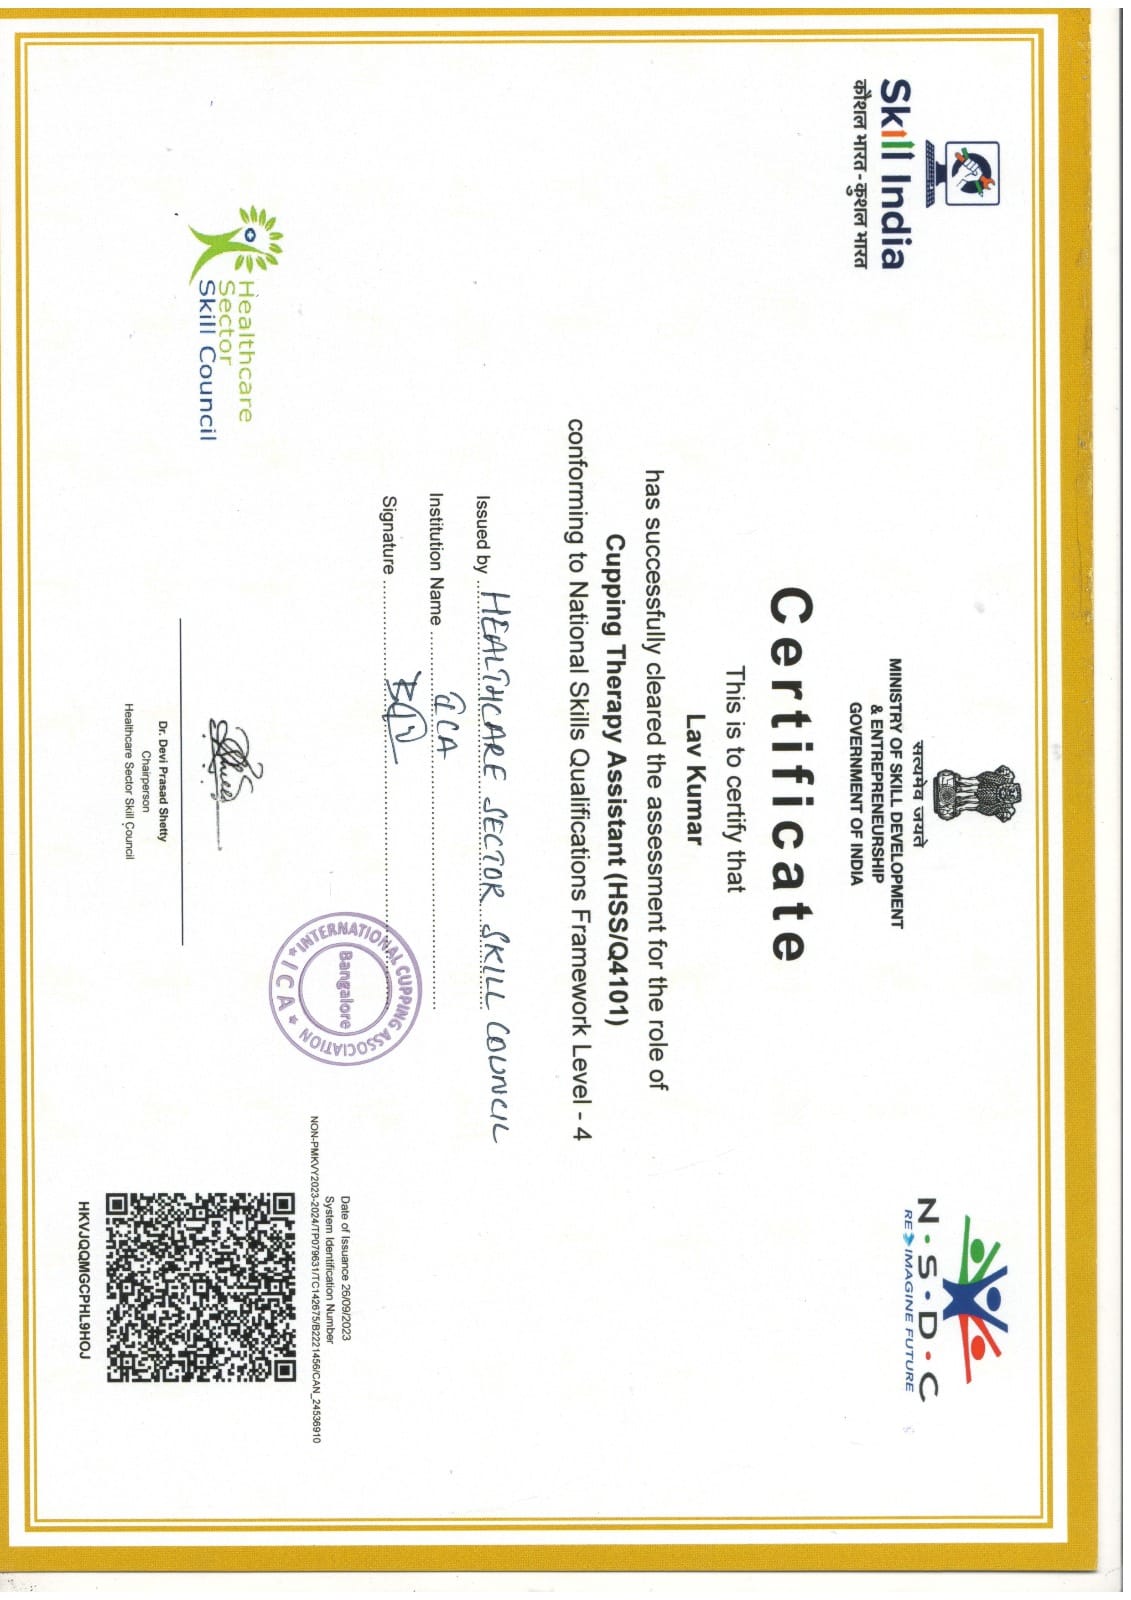 Skill India
कौशल भारत - कुशल भारत
सत्यमेव जयते
MINISTRY OF SKILL DEVELOPMENT
& ENTREPRENEURSHIP
GOVERNMENT OF INDIA
N·S·D·C
RE IMAGINE FUTURE
Certificate
This is to certify that
Lav Kumar
has successfully cleared the assessment for the role of
Cupping Therapy Assistant (HSS/Q4101)
conforming to National Skills Qualifications Framework Level - 4
Issued by HEALTHCARE SECTOR SKILL COUNCIL
Institution Name ICA
Signature
INTERNATIONAL CUPPING ASSOCIATION
Bangalore
* ICA *
Date of Issuance 26/09/2023
System Identification Number
NON-PMKVY2023-2024/TP079631/TC142675/B2221456/CAN_24536910
Healthcare
Sector
Skill Council
Dr. Devi Prasad Shetty
Chairperson
Healthcare Sector Skill Council
HKVJQQMGCPHL9HOJ